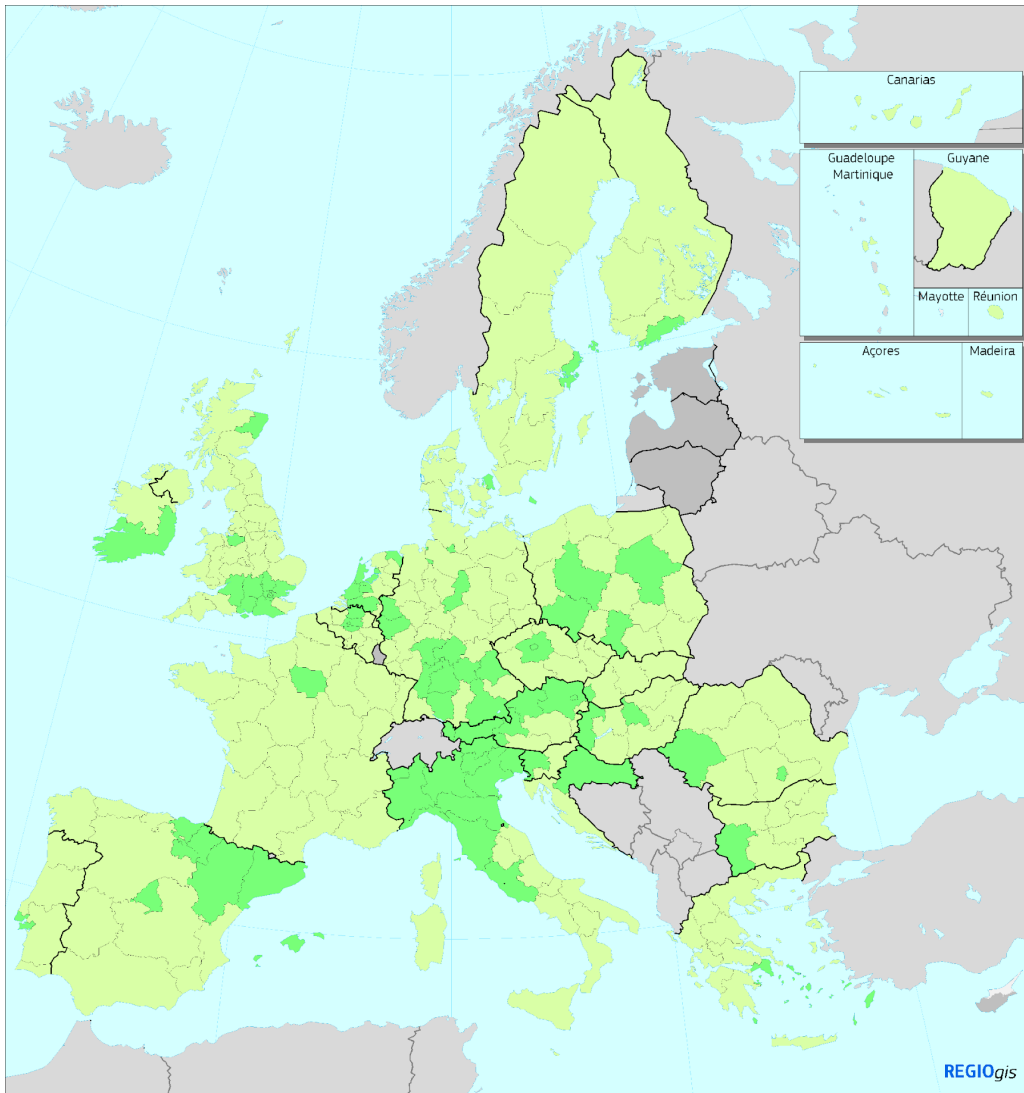 Canarias
Guadeloupe
Martinique
Guyane
Mayotte
Réunion
Açores
Madeira
REGIOgis